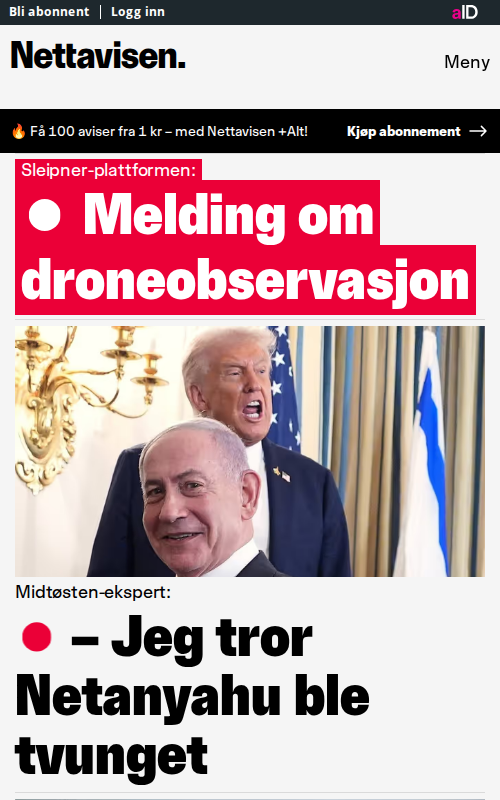 Bli abonnent | Logg inn
aID
Nettavisen.
Meny
🔥 Få 100 aviser fra 1 kr – med Nettavisen +Alt!
Kjøp abonnement →
Sleipner-plattformen:
● Melding om
droneobservasjon
Midtøsten-ekspert:
● – Jeg tror
Netanyahu ble
tvunget